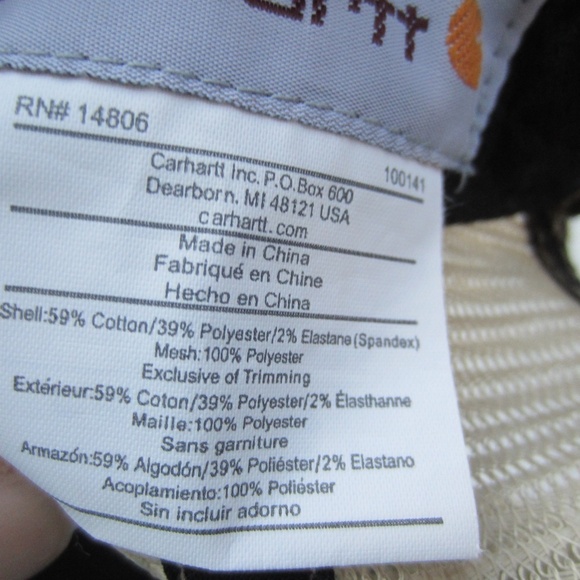 RN# 14806
100141
Carhartt Inc. P.O.Box 600
Dearborn, MI 48121 USA
carhartt.com
Made in China
Fabriqué en Chine
Hecho en China
Shell:59% Cotton/39% Polyester/2% Elastane(Spandex)
Mesh:100% Polyester
Exclusive of Trimming
Extérieur:59% Coton/39% Polyester/2% Élasthanne
Maille:100% Polyester
Sans garniture
Armazón:59% Algodón/39% Poliéster/2% Elastano
Acoplamiento:100% Poliéster
Sin incluir adorno